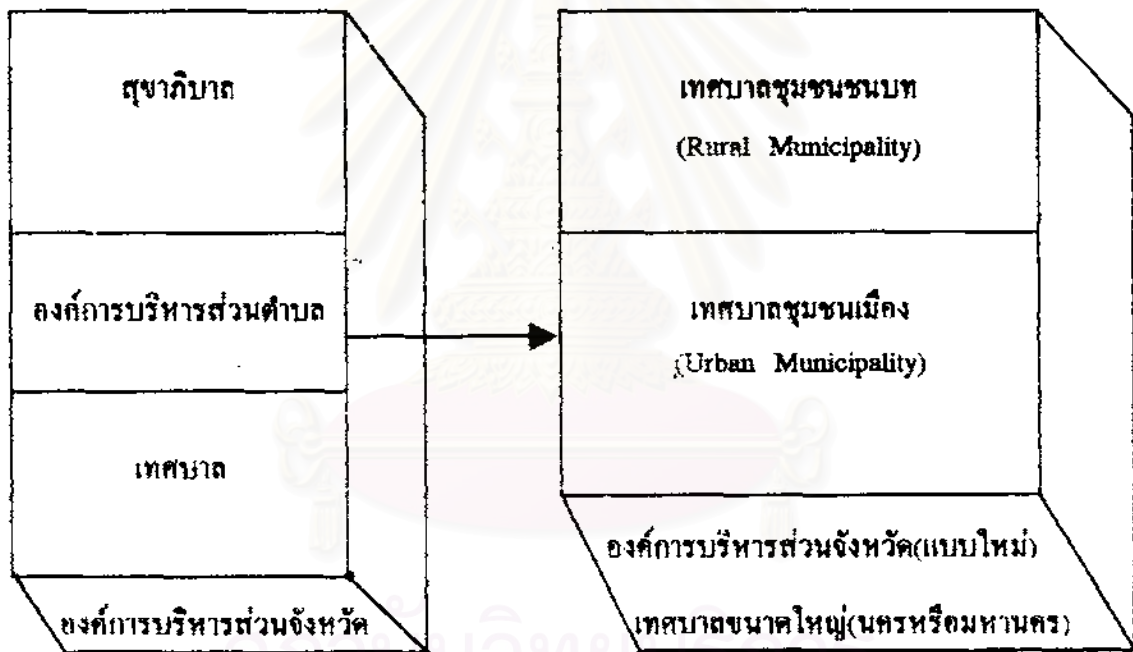 สุขาภิบาล
องค์การบริหารส่วนตำบล
เทศบาล
องค์การบริหารส่วนจังหวัด
เทศบาลชุมชนชนบท
(Rural Municipality)
เทศบาลชุมชนเมือง
(Urban Municipality)
องค์การบริหารส่วนจังหวัด(แบบใหม่)
เทศบาลขนาดใหญ่(นครหรือมหานคร)